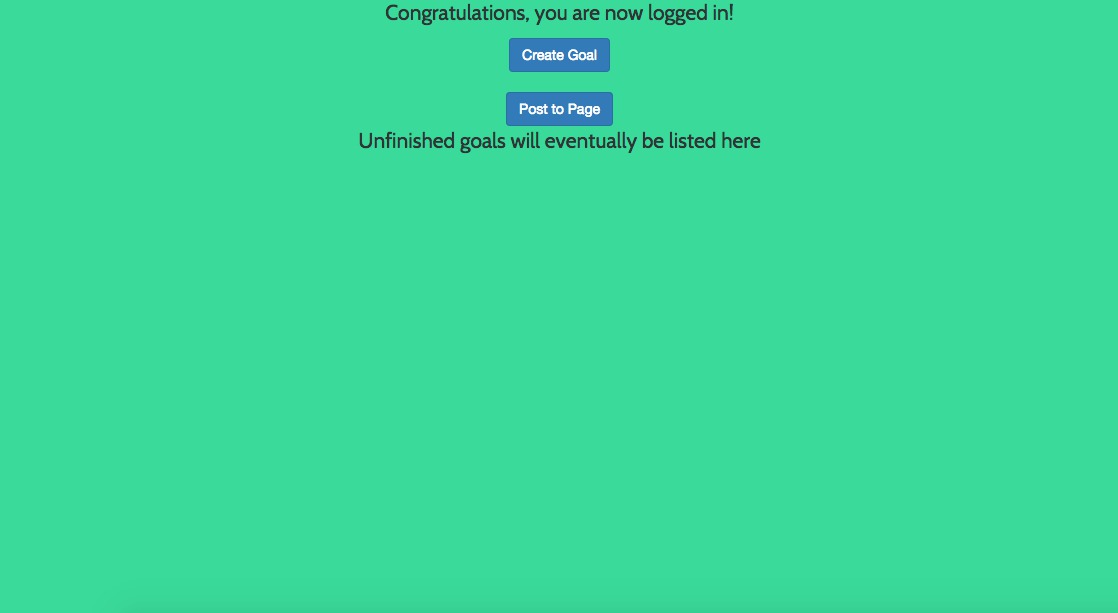 Congratulations, you are now logged in!
Create Goal
Post to Page
Unfinished goals will eventually be listed here